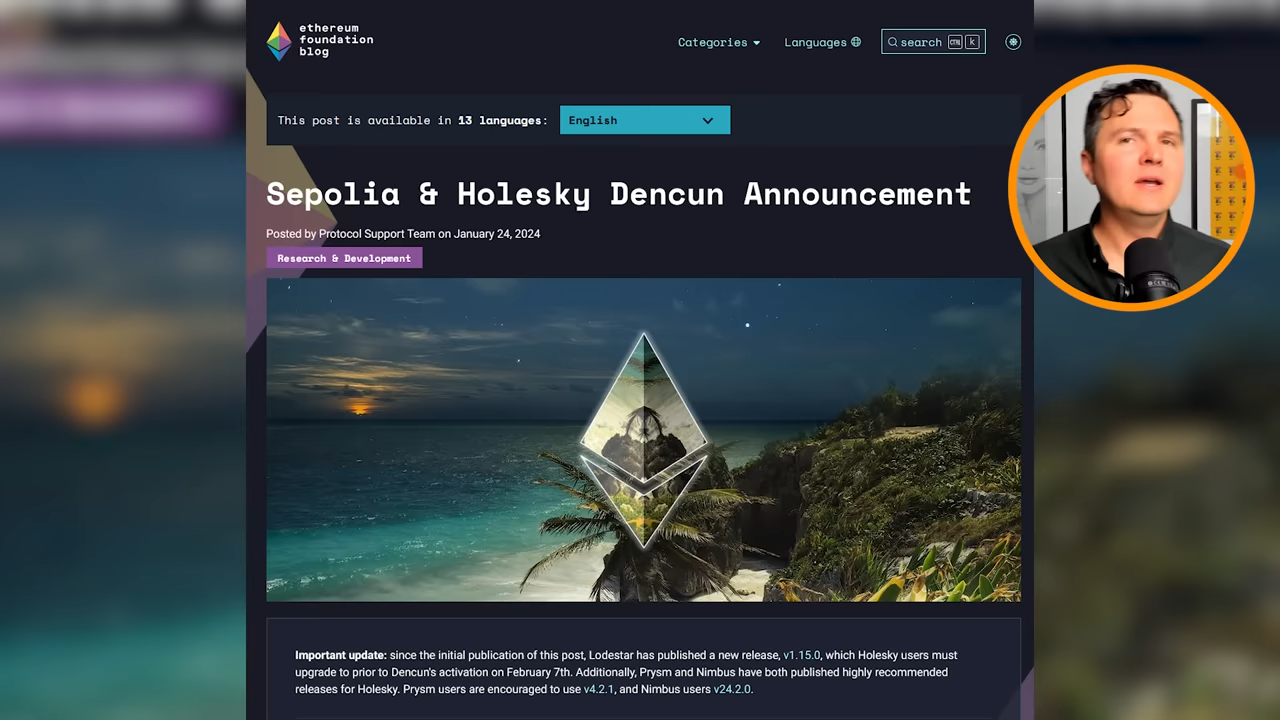 ethereum
foundation
blog
Categories
Languages
search CTRL k
This post is available in 13 languages: English
Sepolia & Holesky Dencun Announcement
Posted by Protocol Support Team on January 24, 2024
Research & Development
Important update: since the initial publication of this post, Lodestar has published a new release, v1.15.0, which Holesky users must
upgrade to prior to Dencun's activation on February 7th. Additionally, Prysm and Nimbus have both published highly recommended
releases for Holesky. Prysm users are encouraged to use v4.2.1, and Nimbus users v24.2.0.